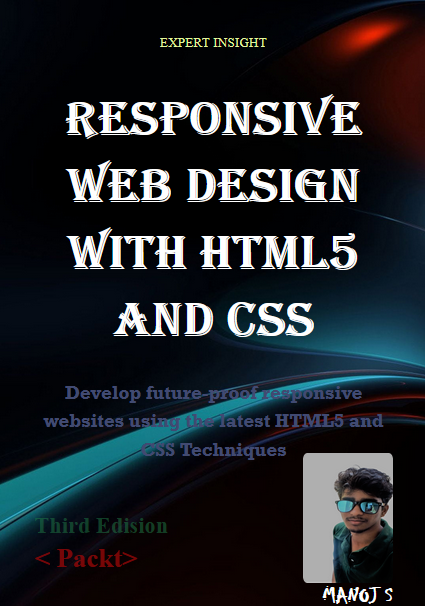 EXPERT INSIGHT
RESPONSIVE
WEB DESIGN
WITH HTML5
AND CSS
Develop future-proof responsive
websites using the latest HTML5 and
CSS Techniques
Third Edision
< Packt>
MANOJ S